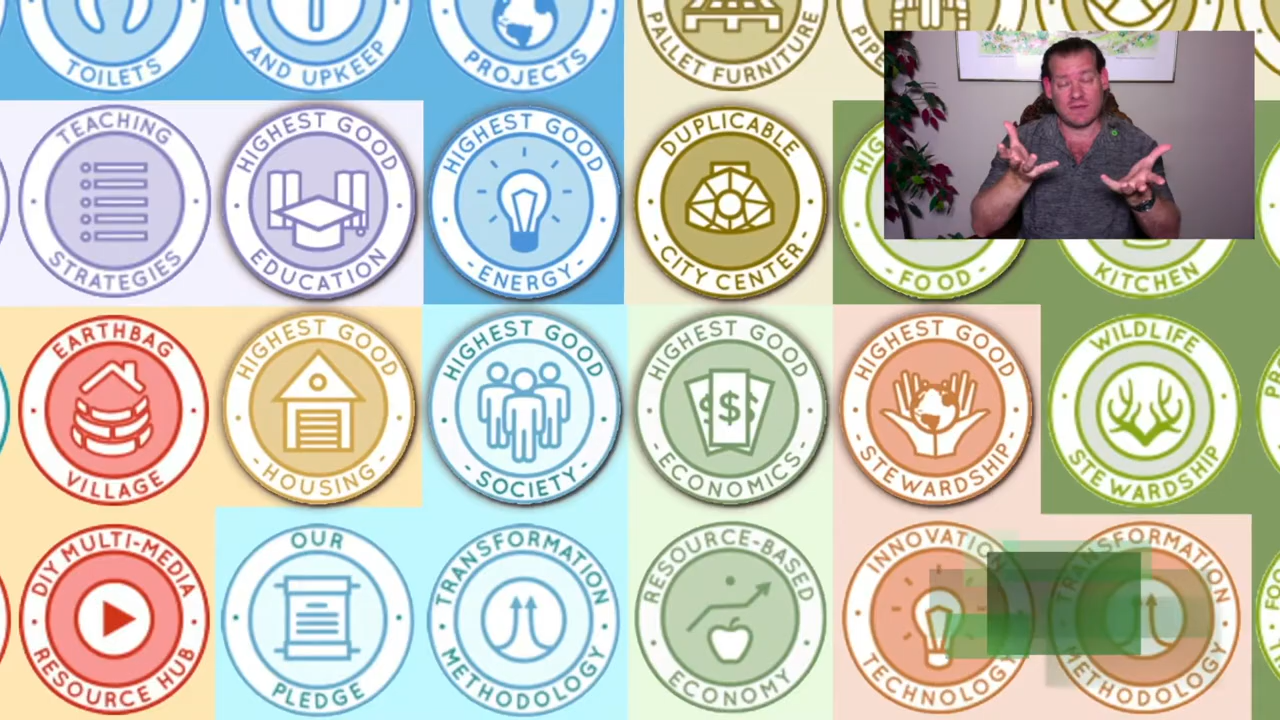 TOILETS
AND UPKEEP
PROJECTS
PALLET FURNITURE
TEACHING
STRATEGIES
HIGHEST GOOD
EDUCATION
HIGHEST GOOD
- ENERGY -
DUPLICABLE
- CITY CENTER -
- FOOD -
KITCHEN
EARTHBAG
VILLAGE
HIGHEST GOOD
- HOUSING -
HIGHEST GOOD
- SOCIETY -
HIGHEST GOOD
$ $ $
- ECONOMICS -
HIGHEST GOOD
- STEWARDSHIP -
WILDLIFE
STEWARDSHIP
DIY MULTI-MEDIA
RESOURCE HUB
OUR
PLEDGE
TRANSFORMATION
METHODOLOGY
RESOURCE-BASED
ECONOMY
INNOVATION
TECHNOLOGY
TRANSFORMATION
METHODOLOGY